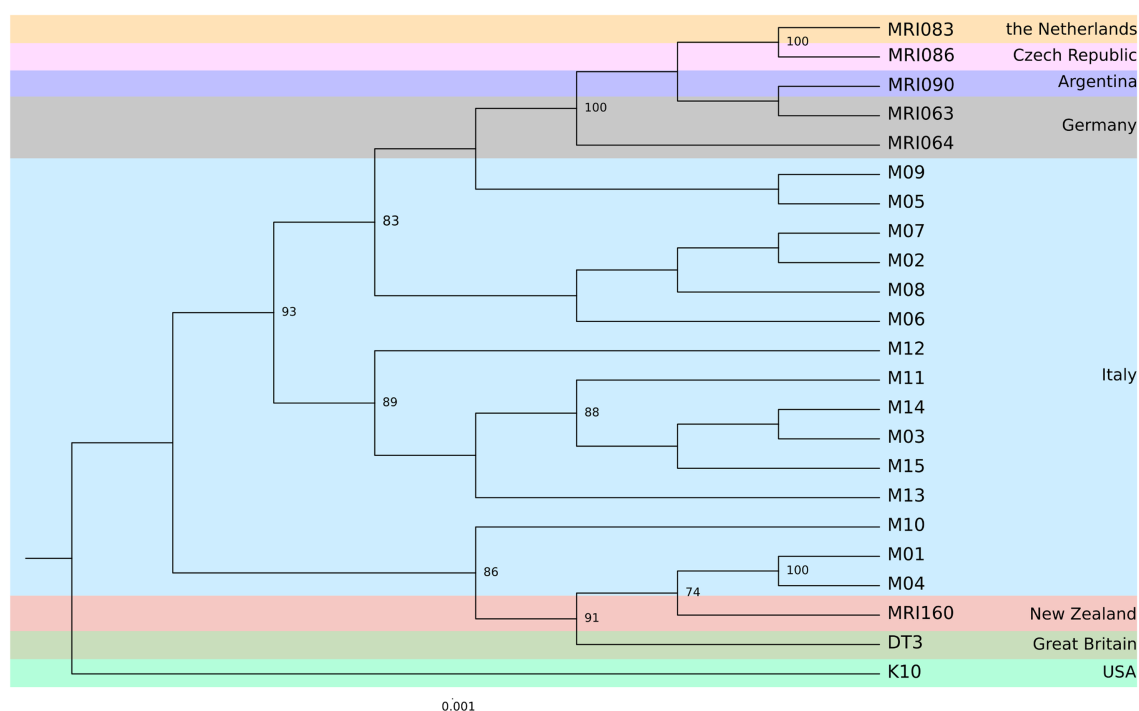 MRI083 the Netherlands
100
MRI086 Czech Republic
MRI090 Argentina
100
MRI063
Germany
MRI064
M09
M05
83
M07
M02
M08
93
M06
M12
Italy
M11
89
88
M14
M03
M15
M13
M10
M01
86
100
M04
74
MRI160 New Zealand
91
DT3 Great Britain
K10 USA
0.001